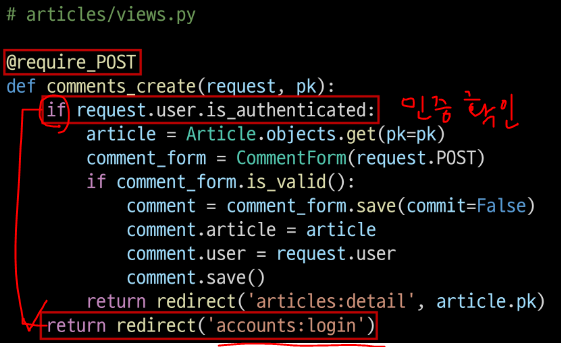 # articles/views.py
@require_POST
def comments_create(request, pk):
if request.user.is_authenticated: 인증 확인
article = Article.objects.get(pk=pk)
comment_form = CommentForm(request.POST)
if comment_form.is_valid():
comment = comment_form.save(commit=False)
comment.article = article
comment.user = request.user
comment.save()
return redirect('articles:detail', article.pk)
return redirect('accounts:login')